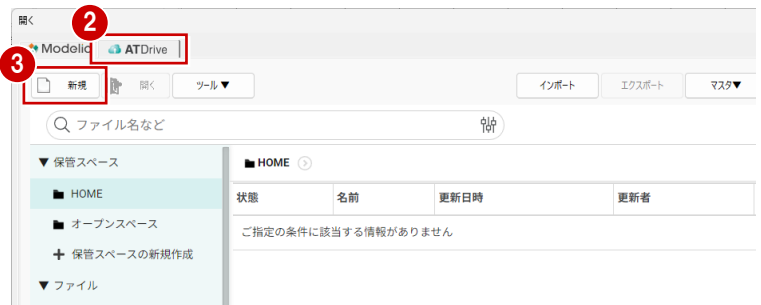 開く
2
Modelio ATDrive
3
新規 開く ツール▼ インポート エクスポート マスタ▼
ファイル名など
▼ 保管スペース
HOME
HOME
状態 名前 更新日時 更新者
オープンスペース
ご指定の条件に該当する情報がありません
+ 保管スペースの新規作成
▼ ファイル